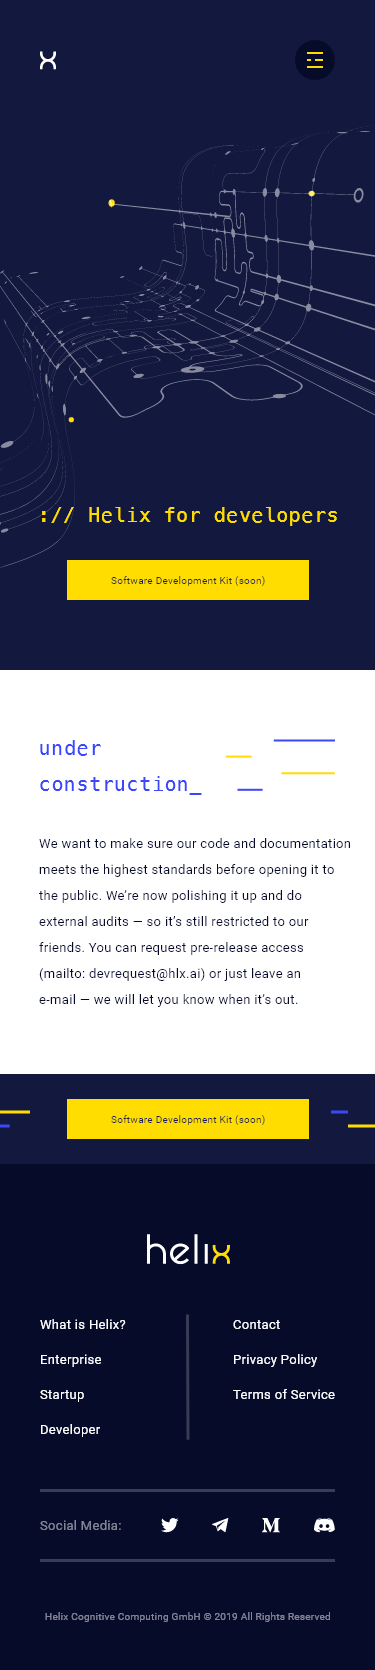 :// Helix for developers
Software Development Kit (soon)
under
construction_
We want to make sure our code and documentation
meets the highest standards before opening it to
the public. We’re now polishing it up and do
external audits — so it’s still restricted to our
friends. You can request pre-release access
(mailto: devrequest@hlx.ai) or just leave an
e-mail — we will let you know when it’s out.
Software Development Kit (soon)
helix
What is Helix?
Enterprise
Startup
Developer
Contact
Privacy Policy
Terms of Service
Social Media:
Helix Cognitive Computing GmbH © 2019 All Rights Reserved